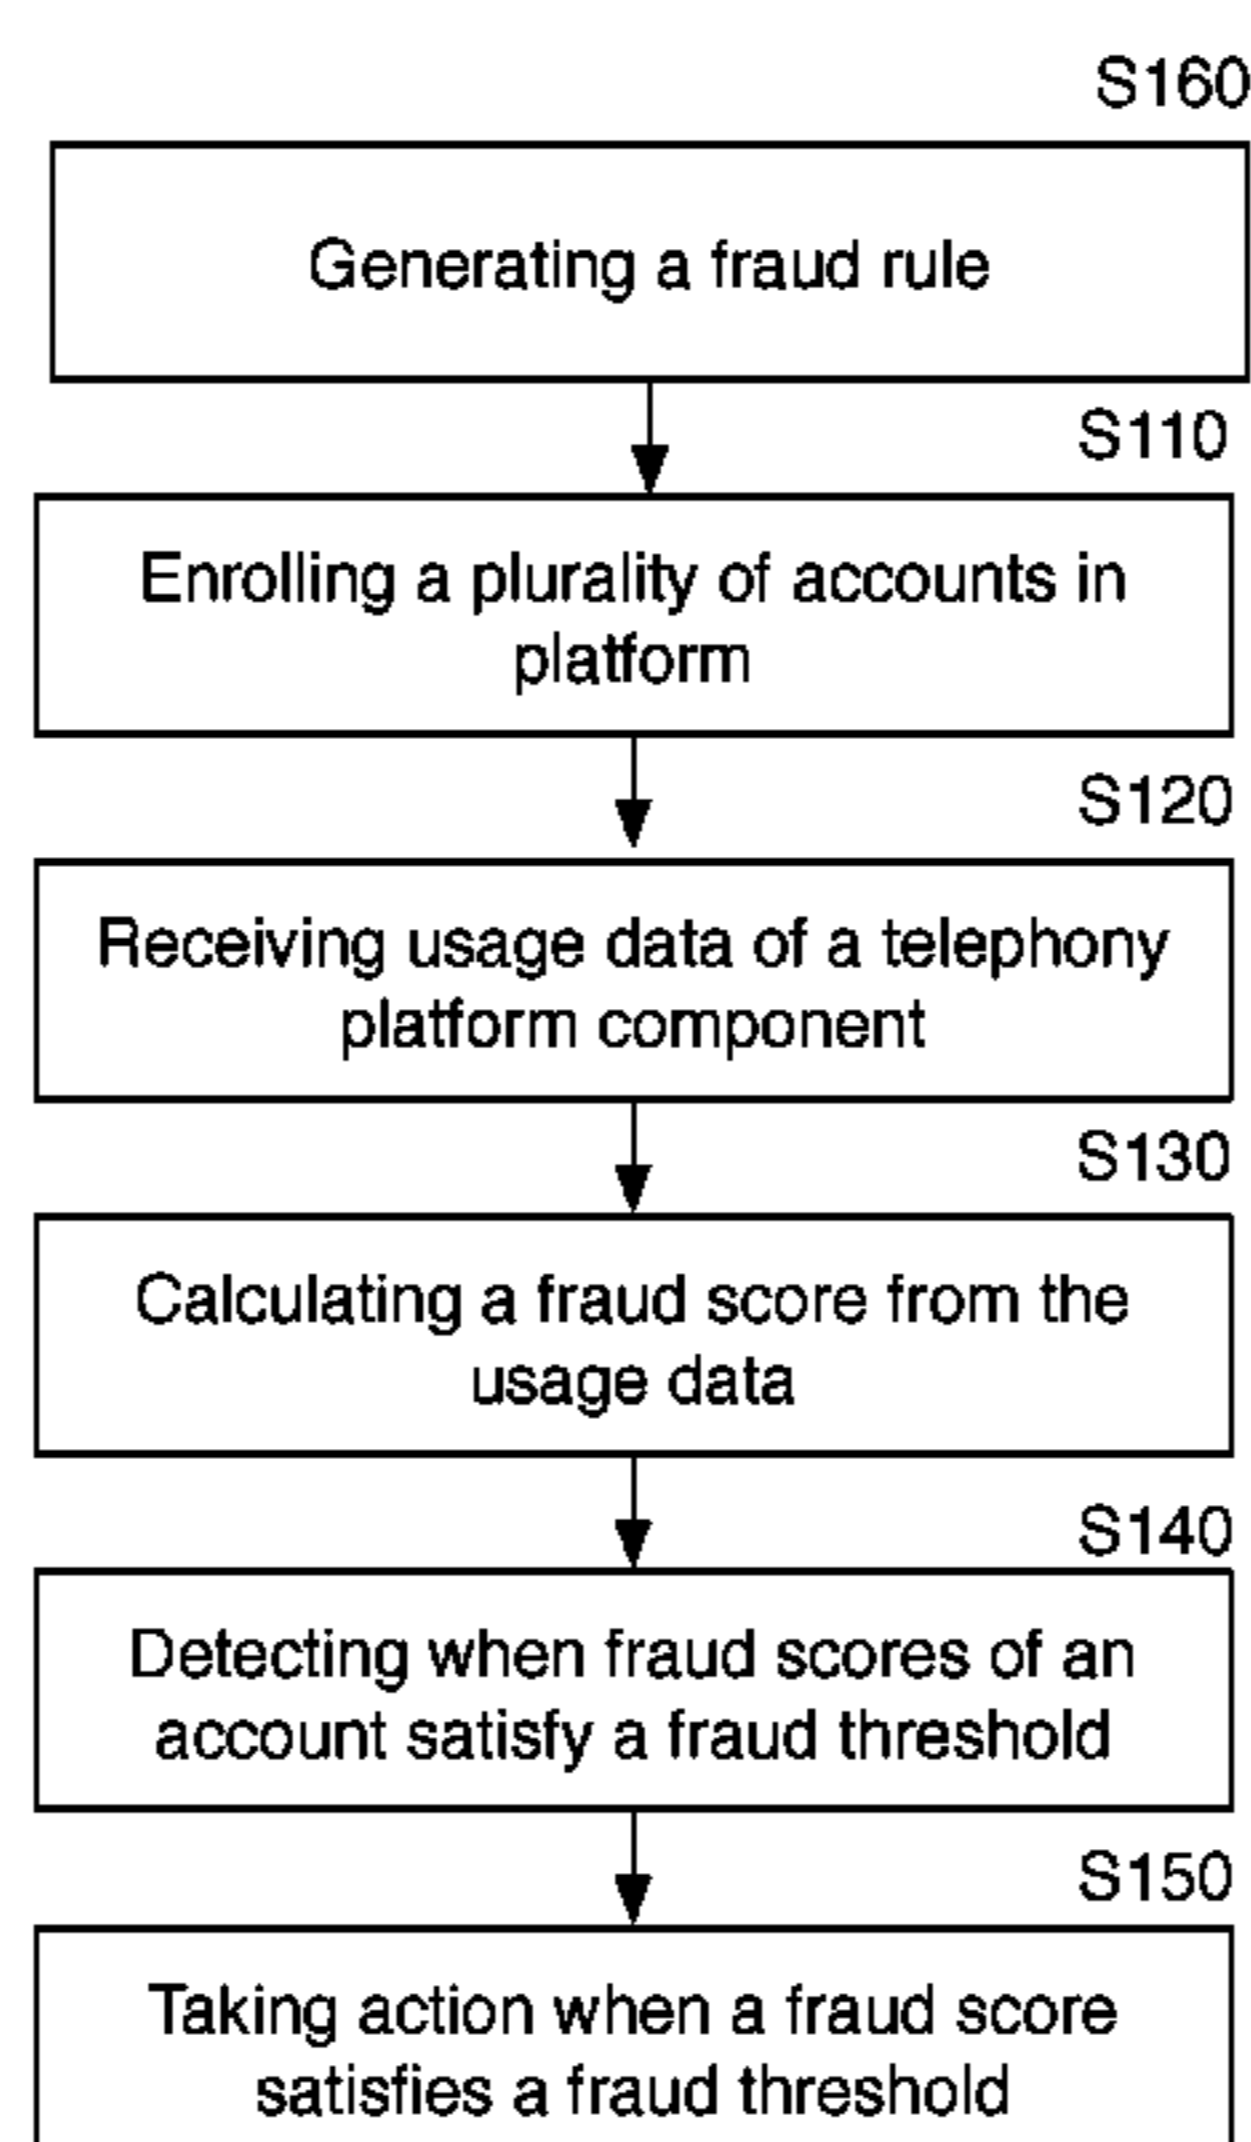 S160
Generating a fraud rule
S110
Enrolling a plurality of accounts in
platform
S120
Receiving usage data of a telephony
platform component
S130
Calculating a fraud score from the
usage data
S140
Detecting when fraud scores of an
account satisfy a fraud threshold
S150
Taking action when a fraud score
satisfies a fraud threshold